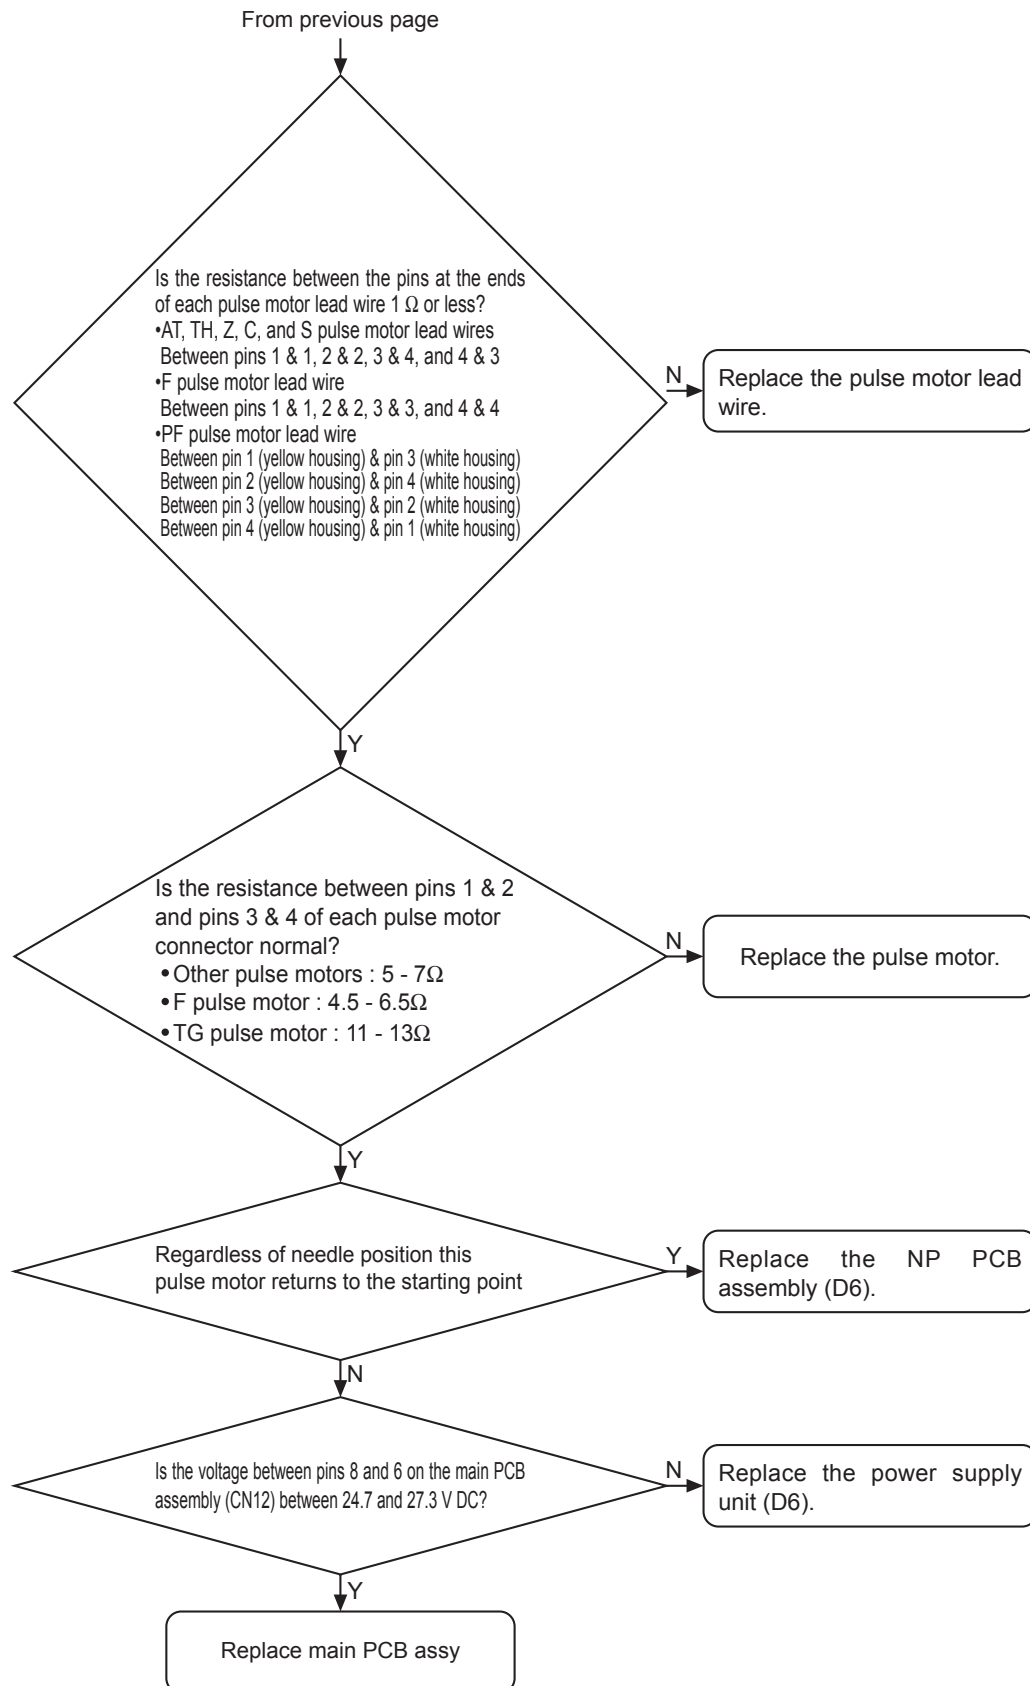 From previous page
Is the resistance between the pins at the ends
of each pulse motor lead wire 1 Ω or less?
•AT, TH, Z, C, and S pulse motor lead wires
Between pins 1 & 1, 2 & 2, 3 & 4, and 4 & 3
•F pulse motor lead wire
Between pins 1 & 1, 2 & 2, 3 & 3, and 4 & 4
•PF pulse motor lead wire
Between pin 1 (yellow housing) & pin 3 (white housing)
Between pin 2 (yellow housing) & pin 4 (white housing)
Between pin 3 (yellow housing) & pin 2 (white housing)
Between pin 4 (yellow housing) & pin 1 (white housing)
N
Replace the pulse motor lead
wire.
Y
Is the resistance between pins 1 & 2
and pins 3 & 4 of each pulse motor
connector normal?
• Other pulse motors : 5 - 7Ω
• F pulse motor : 4.5 - 6.5Ω
• TG pulse motor : 11 - 13Ω
N
Replace the pulse motor.
Y
Regardless of needle position this
pulse motor returns to the starting point
Y
Replace the NP PCB
assembly (D6).
N
Is the voltage between pins 8 and 6 on the main PCB
assembly (CN12) between 24.7 and 27.3 V DC?
N
Replace the power supply
unit (D6).
Y
Replace main PCB assy